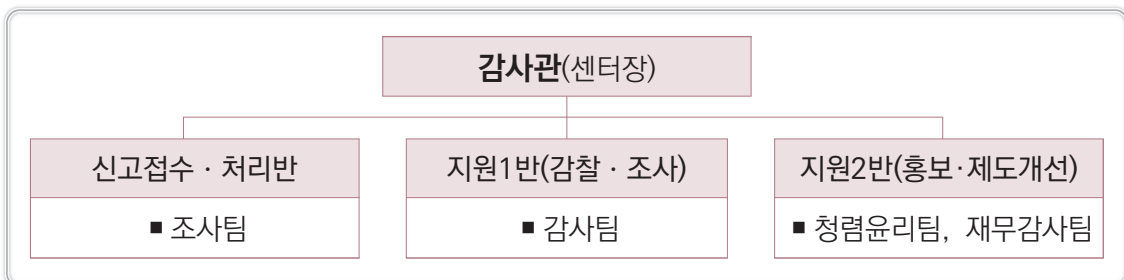 감사관(센터장)
신고접수 · 처리반
■ 조사팀
지원1반(감찰 · 조사)
■ 감사팀
지원2반(홍보·제도개선)
■ 청렴윤리팀, 재무감사팀